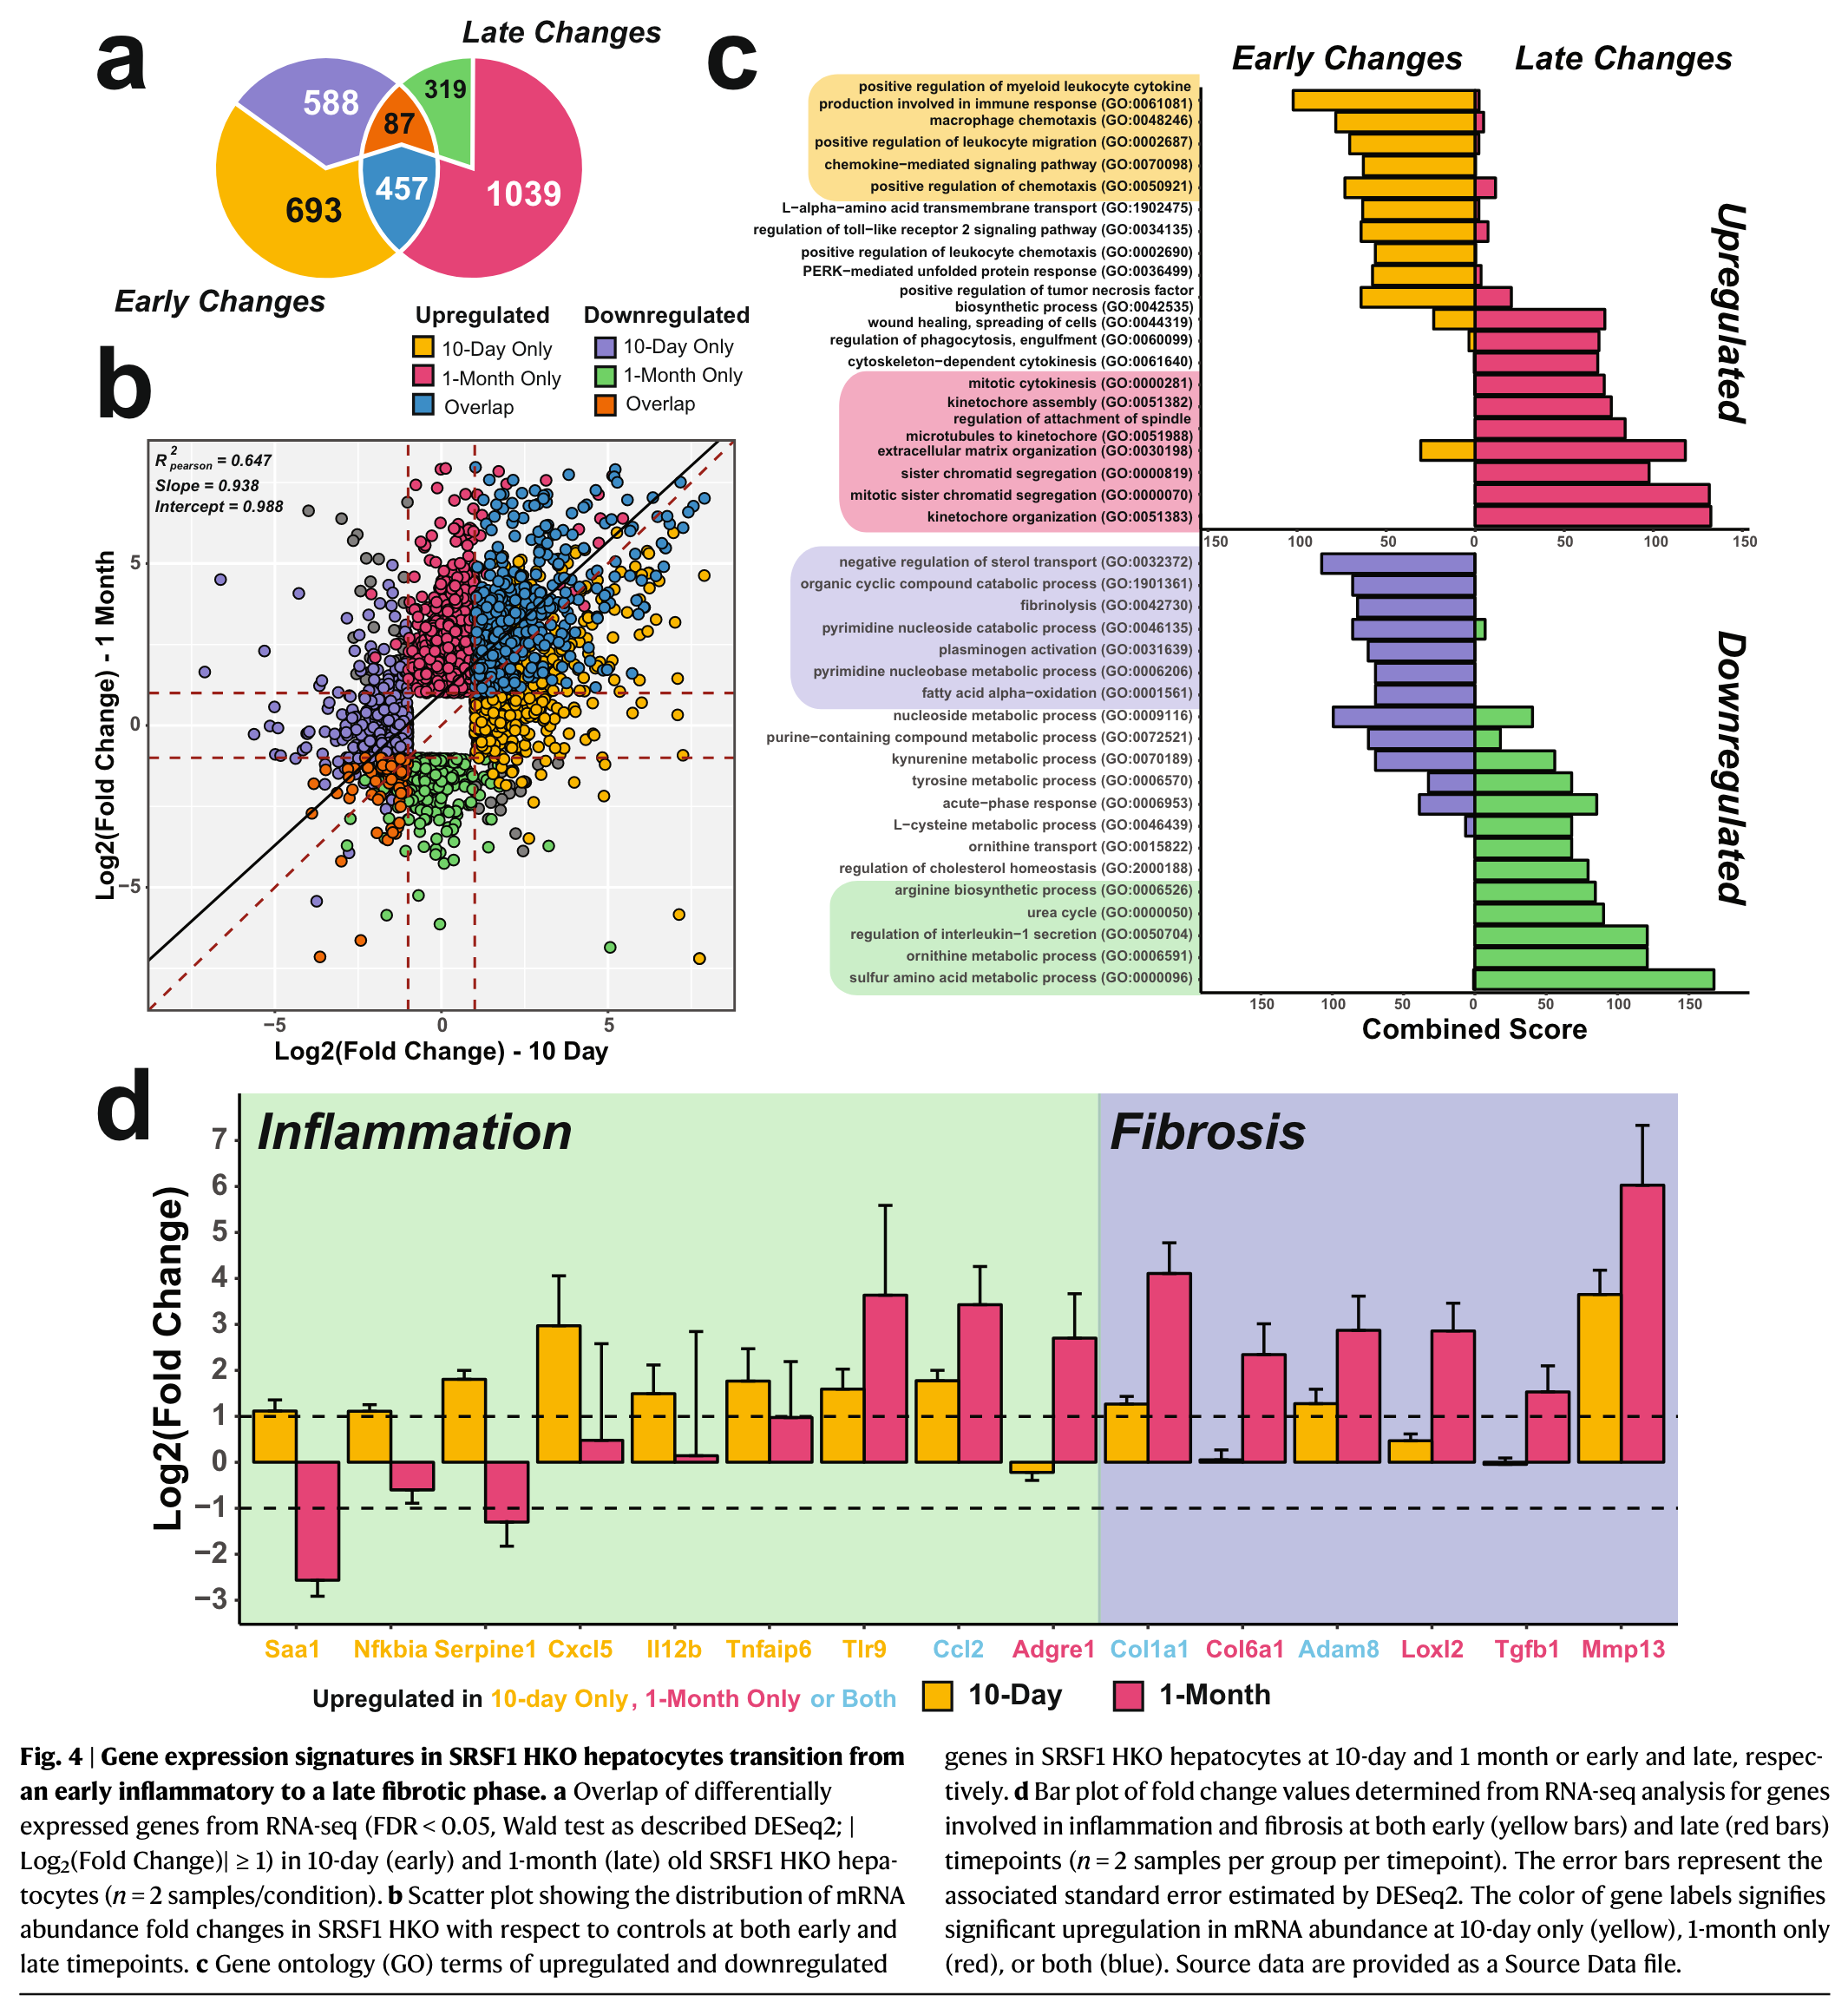 a
Late Changes
588
319
87
693
457
1039
Early Changes
Upregulated
10-Day Only
1-Month Only
Overlap
Downregulated
10-Day Only
1-Month Only
Overlap
b
R² pearson = 0.647
Slope = 0.938
Intercept = 0.988
Log2(Fold Change) - 1 Month
5
0
−5
−5
0
5
Log2(Fold Change) - 10 Day
c
Early Changes
Late Changes
positive regulation of myeloid leukocyte cytokine
production involved in immune response (GO:0061081)
macrophage chemotaxis (GO:0048246)
positive regulation of leukocyte migration (GO:0002687)
chemokine−mediated signaling pathway (GO:0070098)
positive regulation of chemotaxis (GO:0050921)
L−alpha−amino acid transmembrane transport (GO:1902475)
regulation of toll−like receptor 2 signaling pathway (GO:0034135)
positive regulation of leukocyte chemotaxis (GO:0002690)
PERK−mediated unfolded protein response (GO:0036499)
positive regulation of tumor necrosis factor
biosynthetic process (GO:0042535)
wound healing, spreading of cells (GO:0044319)
regulation of phagocytosis, engulfment (GO:0060099)
cytoskeleton−dependent cytokinesis (GO:0061640)
mitotic cytokinesis (GO:0000281)
kinetochore assembly (GO:0051382)
regulation of attachment of spindle
microtubules to kinetochore (GO:0051988)
extracellular matrix organization (GO:0030198)
sister chromatid segregation (GO:0000819)
mitotic sister chromatid segregation (GO:0000070)
kinetochore organization (GO:0051383)
150 100 50 0 50 100 150
Upregulated
negative regulation of sterol transport (GO:0032372)
organic cyclic compound catabolic process (GO:1901361)
fibrinolysis (GO:0042730)
pyrimidine nucleoside catabolic process (GO:0046135)
plasminogen activation (GO:0031639)
pyrimidine nucleobase metabolic process (GO:0006206)
fatty acid alpha−oxidation (GO:0001561)
nucleoside metabolic process (GO:0009116)
purine−containing compound metabolic process (GO:0072521)
kynurenine metabolic process (GO:0070189)
tyrosine metabolic process (GO:0006570)
acute−phase response (GO:0006953)
L−cysteine metabolic process (GO:0046439)
ornithine transport (GO:0015822)
regulation of cholesterol homeostasis (GO:2000188)
arginine biosynthetic process (GO:0006526)
urea cycle (GO:0000050)
regulation of interleukin−1 secretion (GO:0050704)
ornithine metabolic process (GO:0006591)
sulfur amino acid metabolic process (GO:0000096)
150 100 50 0 50 100 150
Combined Score
Downregulated
d
Inflammation
Fibrosis
Log2(Fold Change)
7
6
5
4
3
2
1
0
−1
−2
−3
Saa1 Nfkbia Serpine1 Cxcl5 Il12b Tnfaip6 Tlr9 Ccl2 Adgre1 Col1a1 Col6a1 Adam8 Loxl2 Tgfb1 Mmp13
Upregulated in 10-day Only, 1-Month Only or Both 10-Day 1-Month
Fig. 4 | Gene expression signatures in SRSF1 HKO hepatocytes transition from
an early inflammatory to a late fibrotic phase. a Overlap of differentially
expressed genes from RNA-seq (FDR < 0.05, Wald test as described DESeq2; |
Log₂(Fold Change)| ≥ 1) in 10-day (early) and 1-month (late) old SRSF1 HKO hepa-
tocytes (n = 2 samples/condition). b Scatter plot showing the distribution of mRNA
abundance fold changes in SRSF1 HKO with respect to controls at both early and
late timepoints. c Gene ontology (GO) terms of upregulated and downregulated
genes in SRSF1 HKO hepatocytes at 10-day and 1 month or early and late, respec-
tively. d Bar plot of fold change values determined from RNA-seq analysis for genes
involved in inflammation and fibrosis at both early (yellow bars) and late (red bars)
timepoints (n = 2 samples per group per timepoint). The error bars represent the
associated standard error estimated by DESeq2. The color of gene labels signifies
significant upregulation in mRNA abundance at 10-day only (yellow), 1-month only
(red), or both (blue). Source data are provided as a Source Data file.